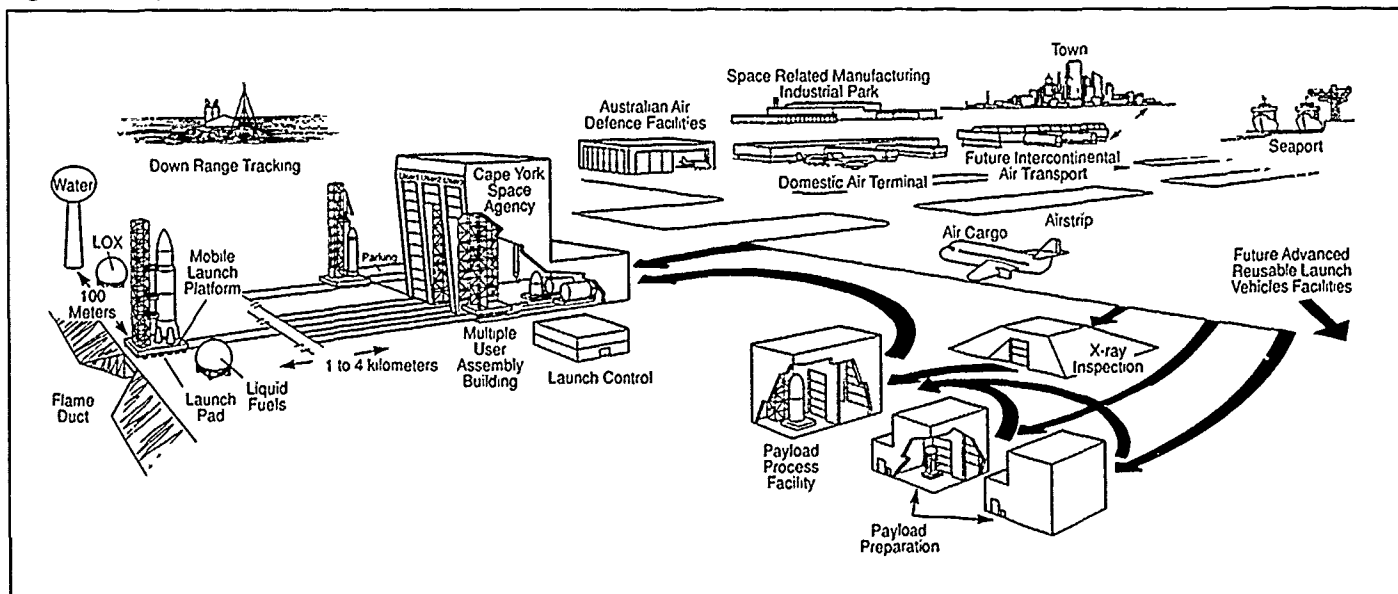 Town
Space Related Manufacturing
Industrial Park
Australian Air
Defence Facilities
Seaport
Down Range Tracking
Future Intercontinental
Air Transport
Domestic Air Terminal
Water
User1 User2 User3
Cape York
Space
Agency
Airstrip
LOX
Mobile
Launch
Platform
Parking
Air Cargo
Future Advanced
Reusable Launch
Vehicles Facilities
100
Meters
1 to 4 kilometers
Multiple
User
Assembly
Building
Launch Control
X-ray
Inspection
Flame
Duct
Launch
Pad
Liquid
Fuels
Payload
Process
Facility
Payload
Preparation